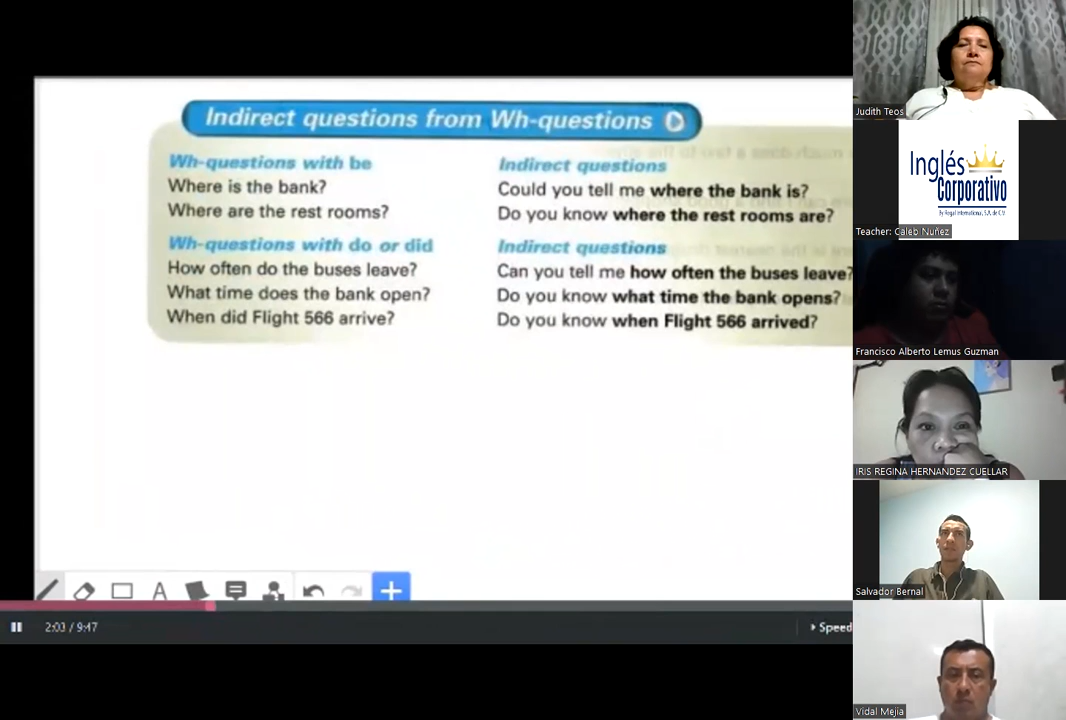 Indirect questions from Wh-questions
Wh-questions with be
Where is the bank?
Where are the rest rooms?
Indirect questions
Could you tell me where the bank is?
Do you know where the rest rooms are?
Wh-questions with do or did
How often do the buses leave?
What time does the bank open?
When did Flight 566 arrive?
Indirect questions
Can you tell me how often the buses leave?
Do you know what time the bank opens?
Do you know when Flight 566 arrived?
A
2:03 / 9:47
Speed
Judith Teos
Inglés
Corporativo
By Regal International, S.A. de C.V.
Teacher: Caleb Nuñez
Francisco Alberto Lemus Guzman
IRIS REGINA HERNANDEZ CUELLAR
Salvador Bernal
Vidal Mejia